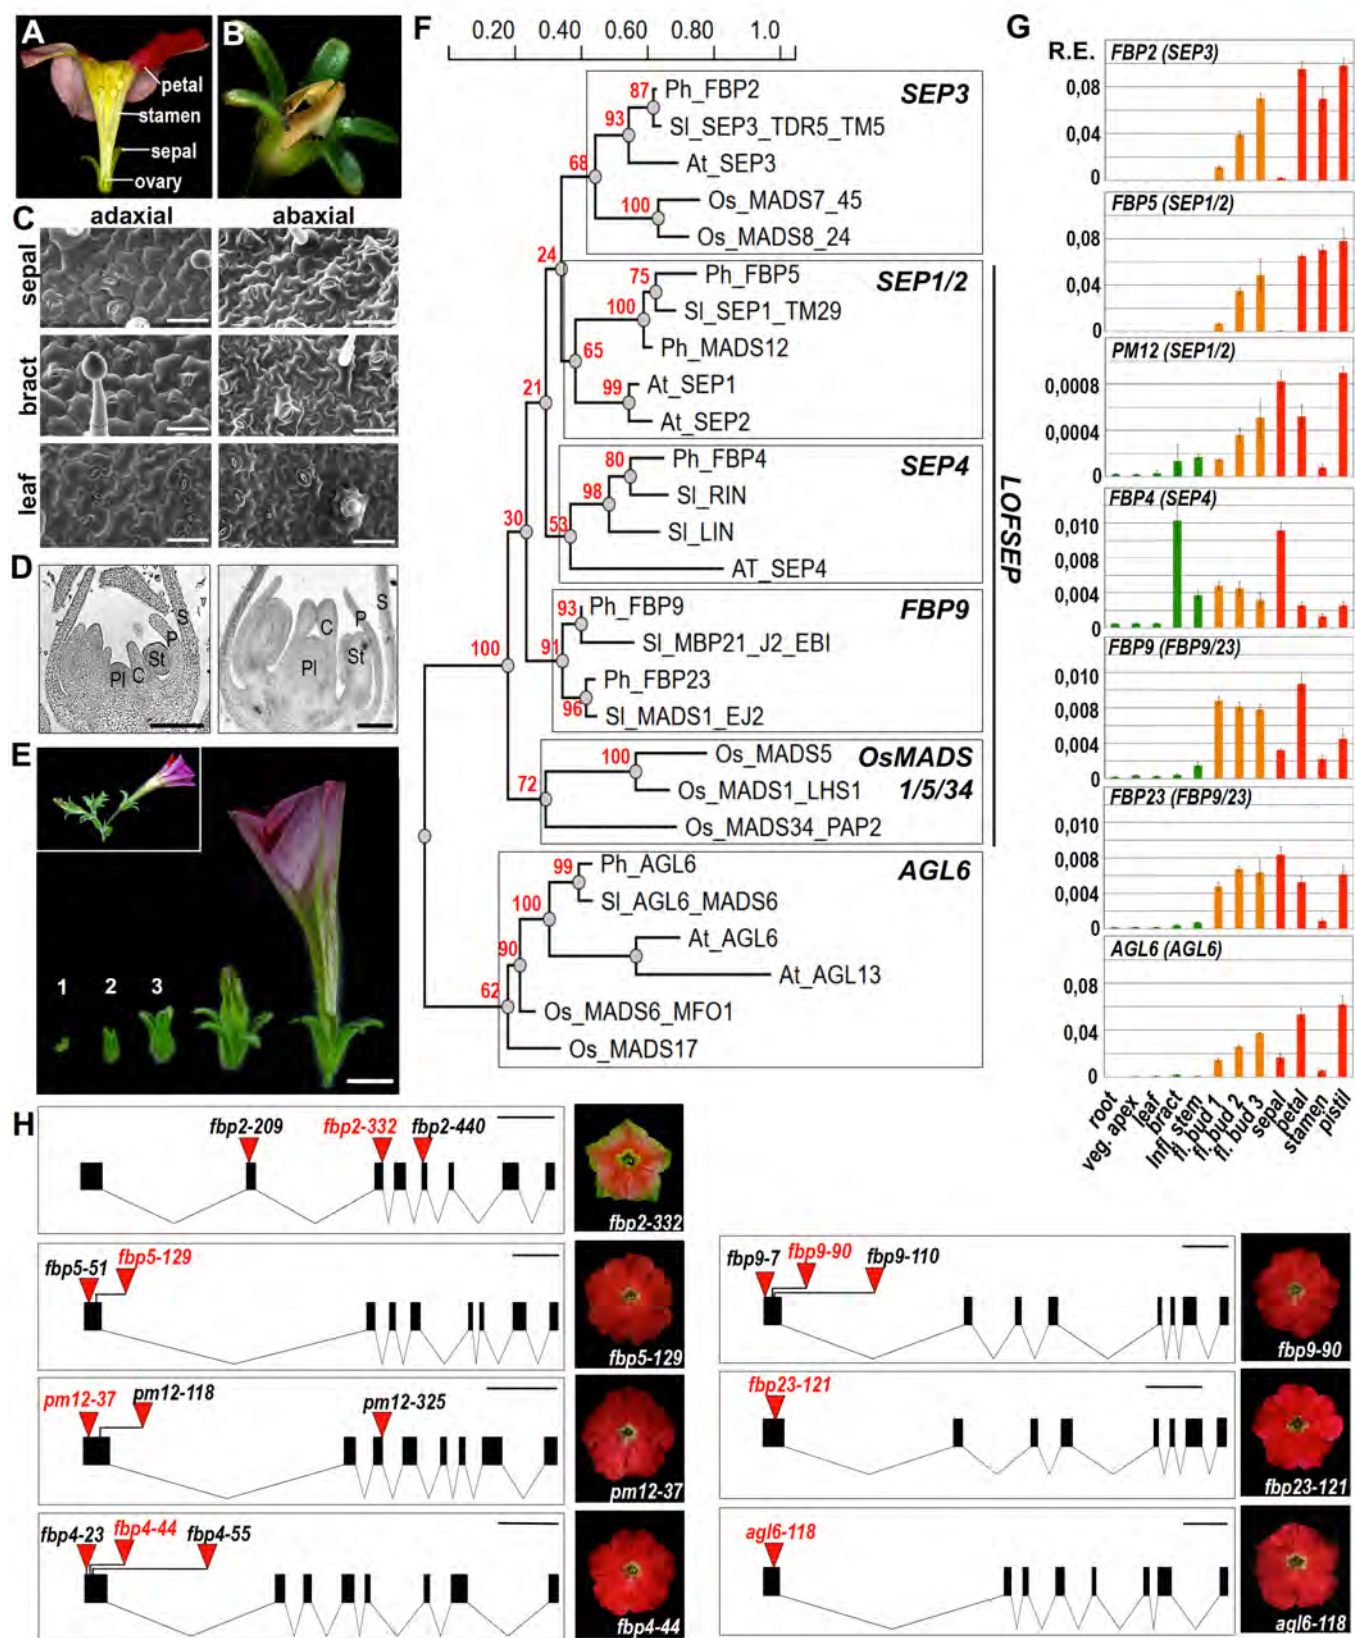 A
petal
stamen
sepal
ovary
B
C
adaxial
abaxial
sepal
bract
leaf
D
S
P
C
St
Pl
S
P
C
St
Pl
E
1
2
3
F
0.20 0.40 0.60 0.80 1.0
SEP3
87 Ph_FBP2
93 Sl_SEP3_TDR5_TM5
At_SEP3
68
Os_MADS7_45
100
Os_MADS8_24
24
SEP1/2
75 Ph_FBP5
100 Sl_SEP1_TM29
Ph_MADS12
65
At_SEP1
99
At_SEP2
21
SEP4
80 Ph_FBP4
98 Sl_RIN
Sl_LIN
53
AT_SEP4
30
FBP9
93 Ph_FBP9
Sl_MBP21_J2_EBI
91
Ph_FBP23
96 Sl_MADS1_EJ2
100
OsMADS
1/5/34
100 Os_MADS5
Os_MADS1_LHS1
72
Os_MADS34_PAP2
LOFSEP
AGL6
99 Ph_AGL6
Sl_AGL6_MADS6
100
At_AGL6
At_AGL13
90
Os_MADS6_MFO1
62
Os_MADS17
G
R.E.
FBP2 (SEP3)
0,08
0,04
0
FBP5 (SEP1/2)
0,08
0,04
0
PM12 (SEP1/2)
0,0008
0,0004
0
FBP4 (SEP4)
0,010
0,008
0,004
0
FBP9 (FBP9/23)
0,010
0,008
0,004
0
FBP23 (FBP9/23)
0,010
0,008
0,004
0
AGL6 (AGL6)
0,08
0,04
0
root
veg. apex
leaf
bract
Infl. stem
fl. bud 1
fl. bud 2
fl. bud 3
sepal
petal
stamen
pistil
H
fbp2-209 fbp2-332 fbp2-440
fbp2-332
fbp5-51 fbp5-129
fbp5-129
pm12-37 pm12-118 pm12-325
pm12-37
fbp4-23 fbp4-44 fbp4-55
fbp4-44
fbp9-7 fbp9-90 fbp9-110
fbp9-90
fbp23-121
fbp23-121
agl6-118
agl6-118